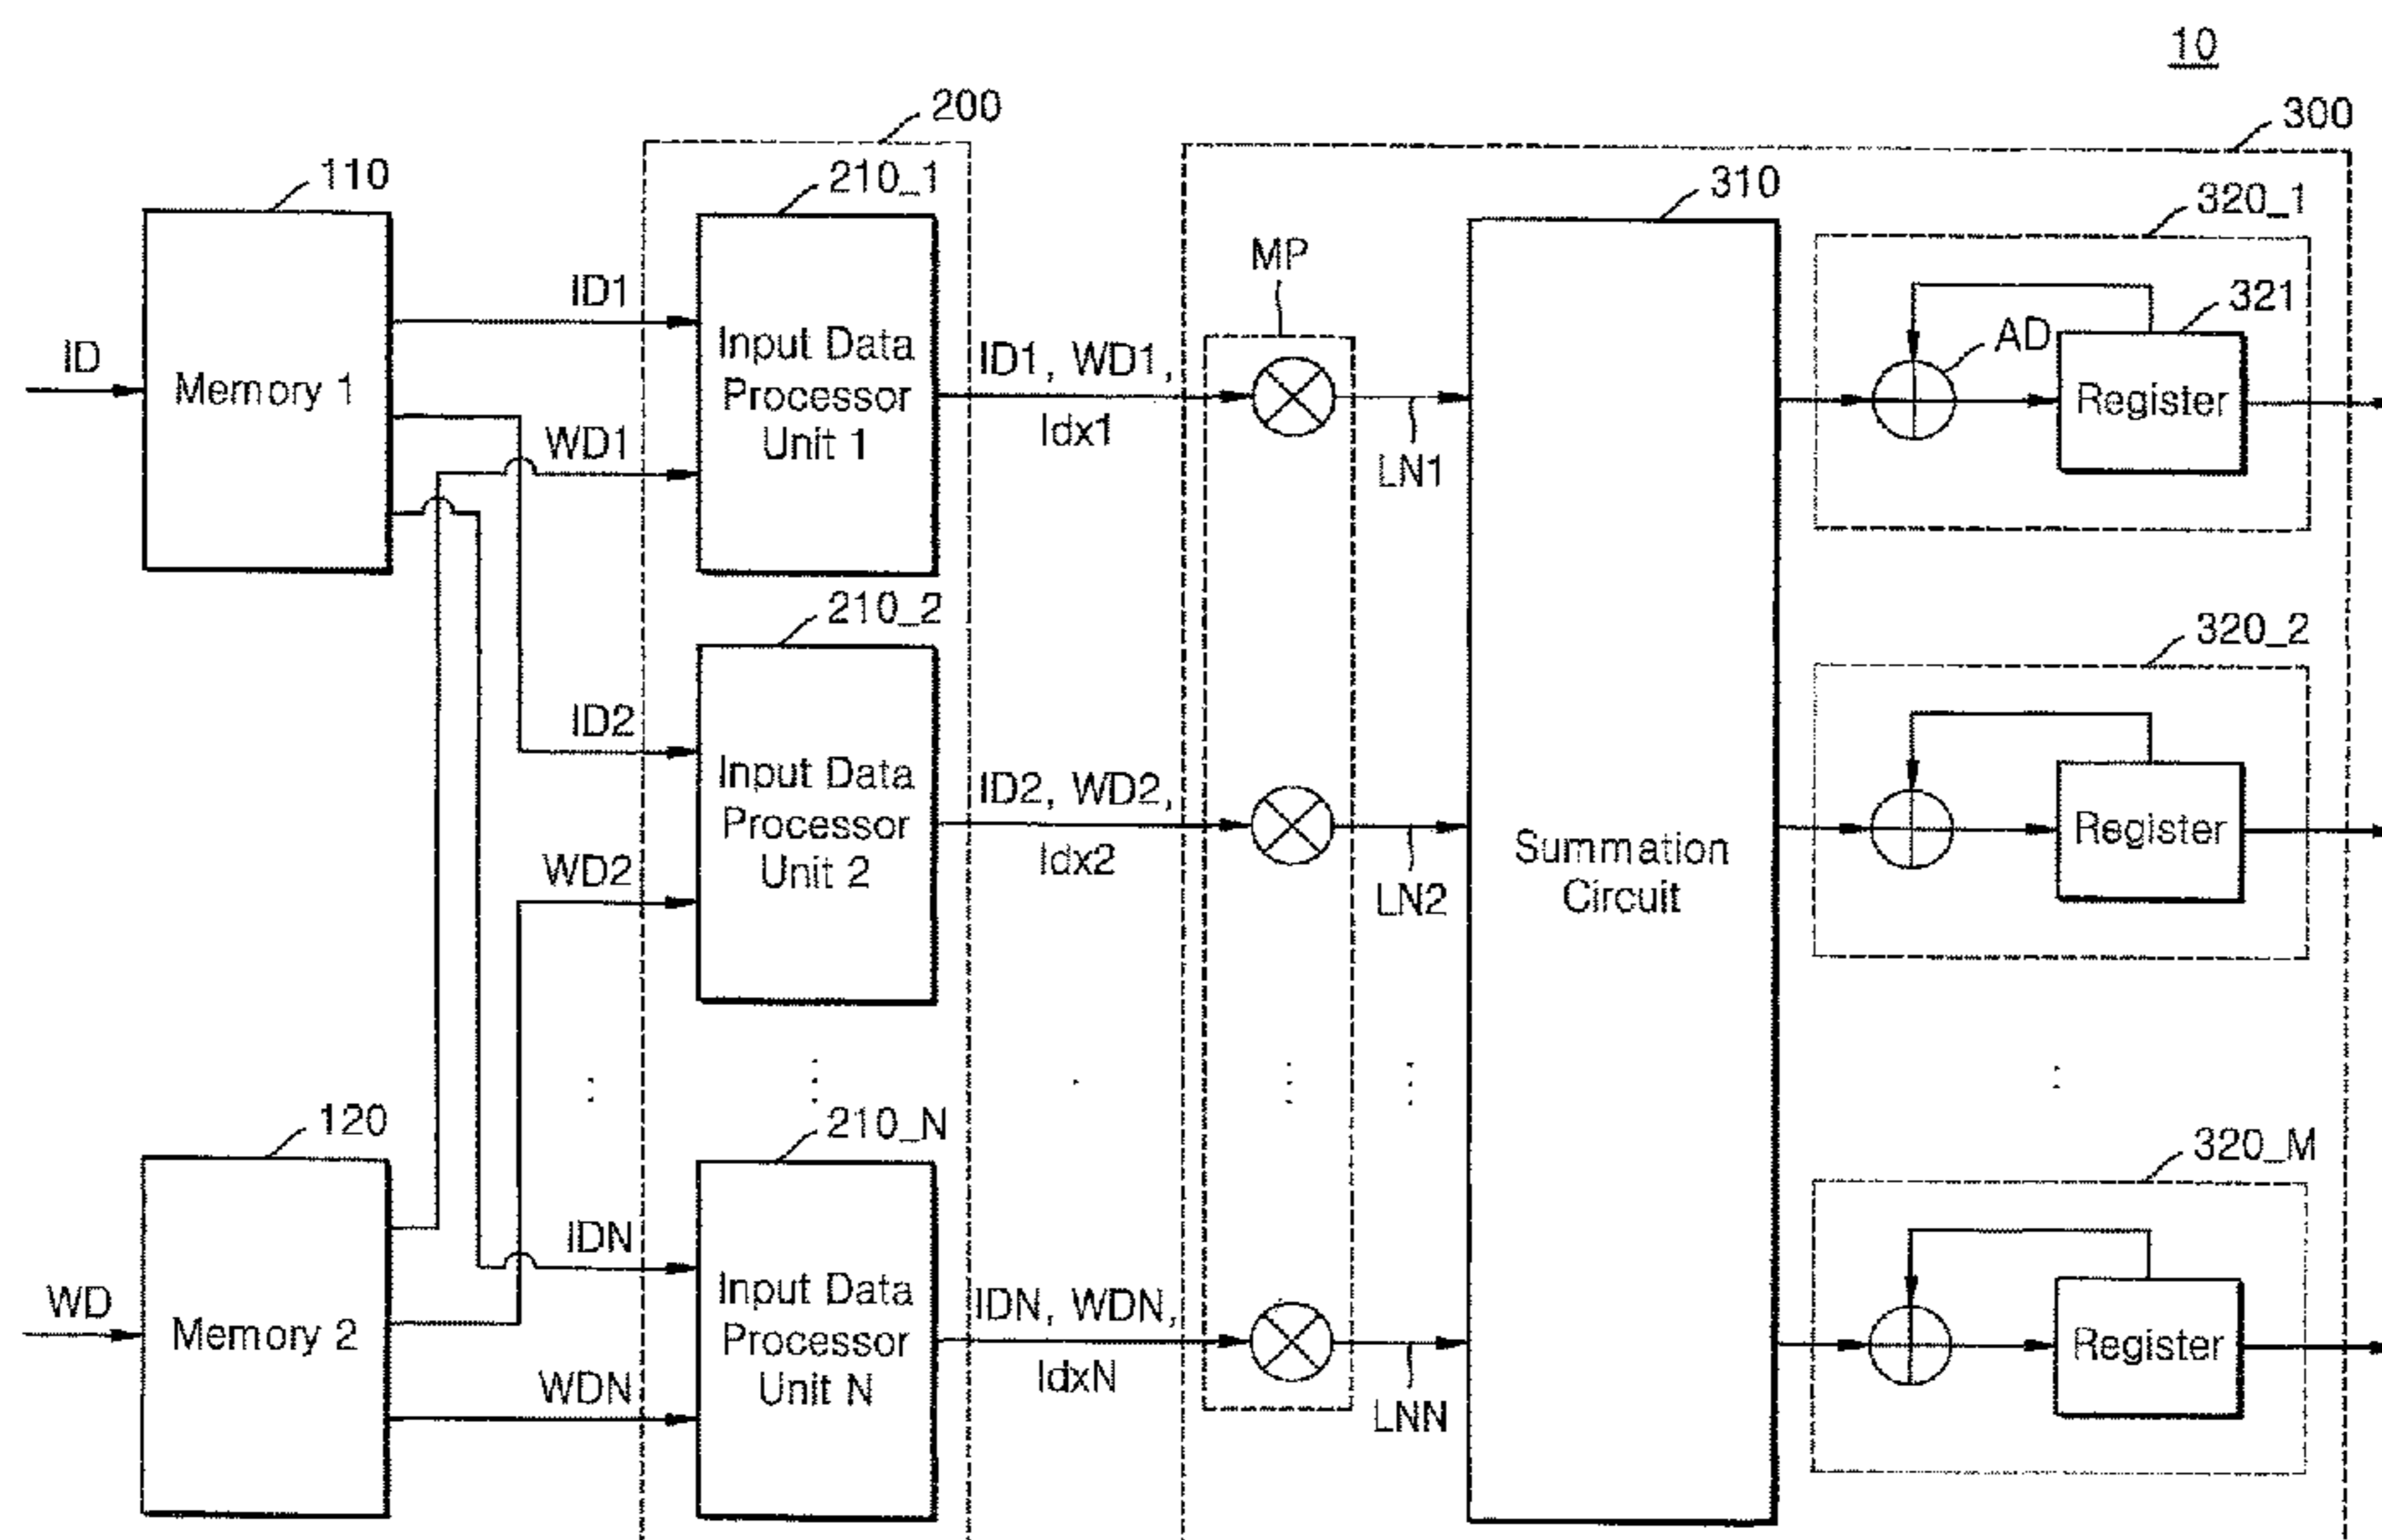 10
200
300
110
210_1
310
320_1
ID
Memory 1
ID1
WD1
Input Data
Processor
Unit 1
ID1, WD1,
Idx1
MP
LN1
AD
321
Register
210_2
320_2
ID2
WD2
Input Data
Processor
Unit 2
ID2, WD2,
Idx2
LN2
Summation
Circuit
Register
120
210_N
320_M
WD
Memory 2
IDN
WDN
Input Data
Processor
Unit N
IDN, WDN,
IdxN
LNN
Register